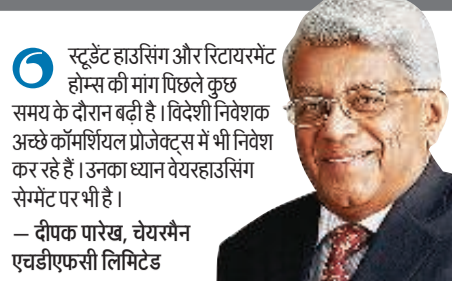 स्टूडेंट हाउसिंग और रिटायरमेंट
होम्स की मांग पिछले कुछ
समय के दौरान बढ़ी है। विदेशी निवेशक
अच्छे कॉमर्शियल प्रोजेक्ट्स में भी निवेश
कर रहे हैं। उनका ध्यान वेयरहाउसिंग
सेग्मेंट पर भी है।
— दीपक पारेख, चेयरमैन
एचडीएफसी लिमिटेड